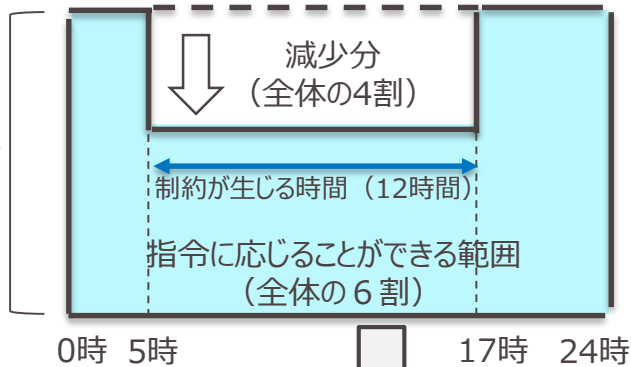 減少分
（全体の4割）
制約が生じる時間（12時間）
指令に応じることができる範囲
（全体の６割）
0時 5時 17時 24時